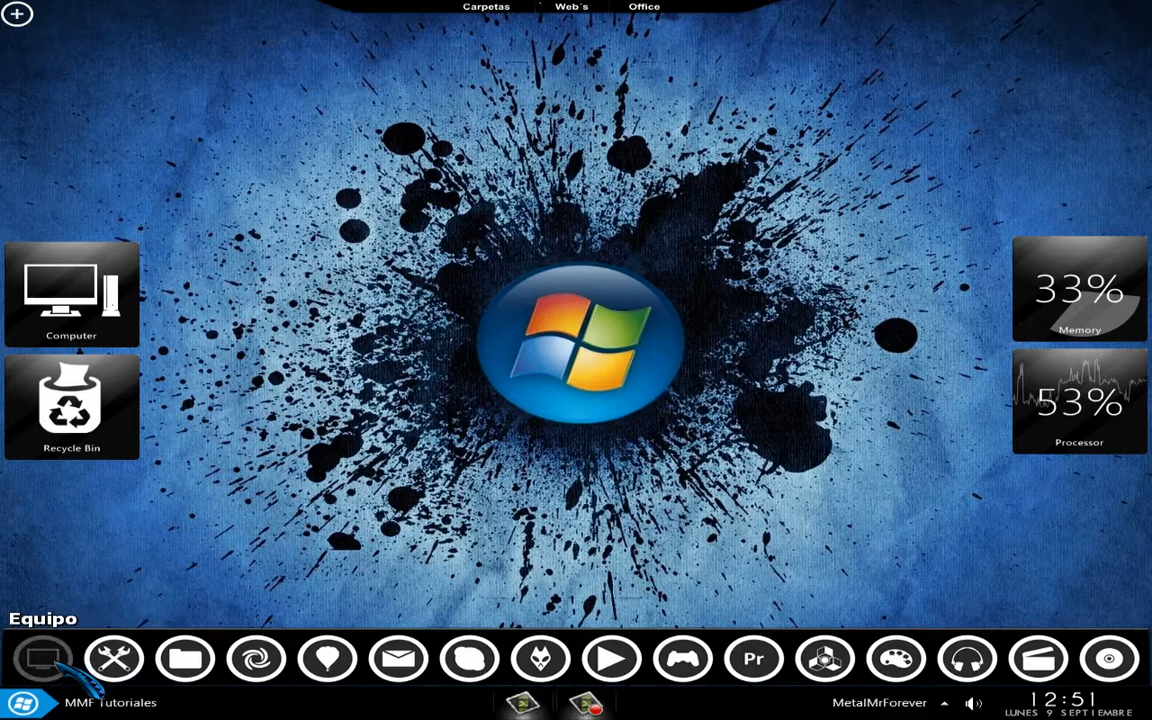 Carpetas Web´s Office
Computer
Recycle Bin
33%
Memory
53%
Processor
Equipo
Pr
MMF Tutoriales
MetalMrForever
12:51
LUNES 9 SEPTIEMBRE